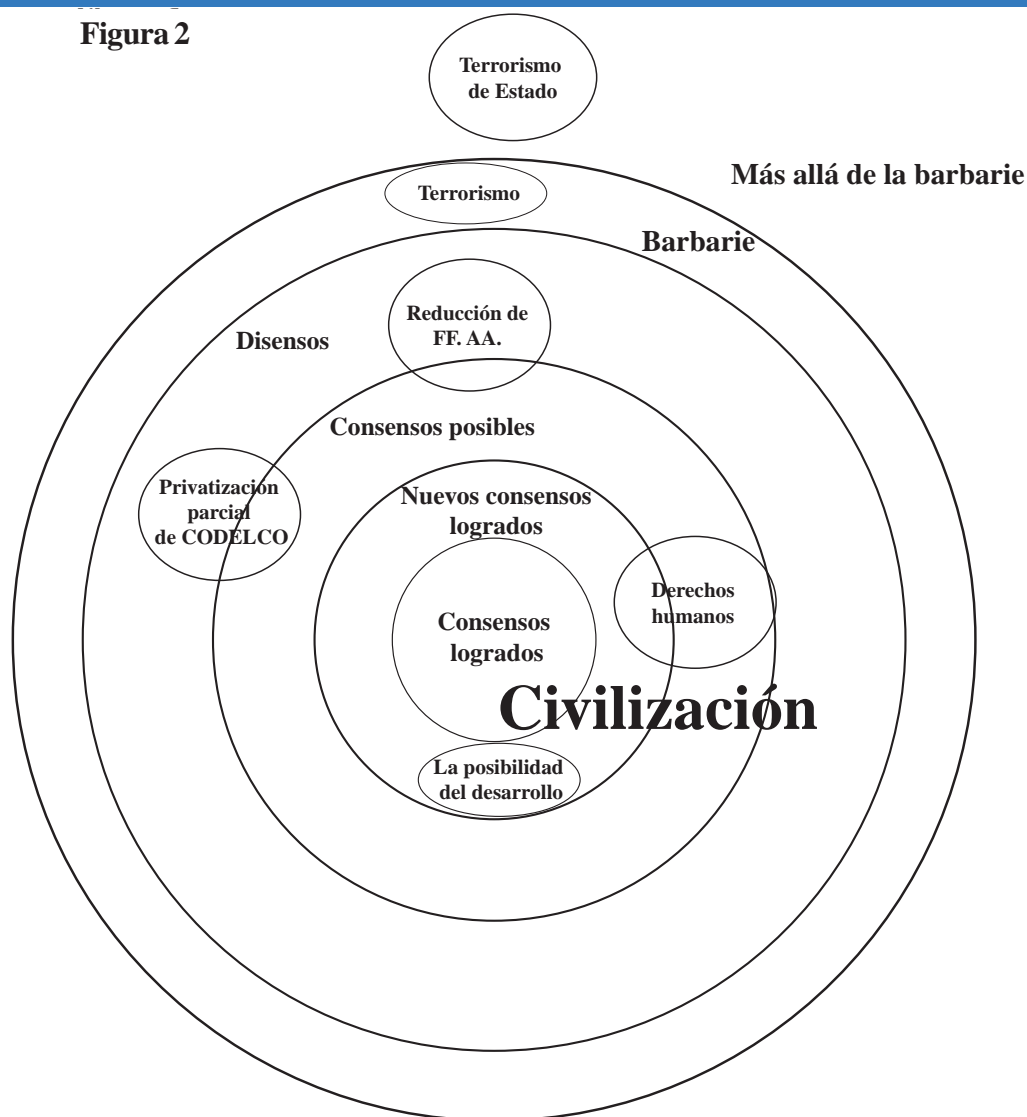 Figura 2
Terrorismo
de Estado
Más allá de la barbarie
Terrorismo
Barbarie
Reducción de
FF. AA.
Disensos
Consensos posibles
Privatización
parcial
de CODELCO
Nuevos consensos
logrados
Derechos
humanos
Consensos
logrados
Civilización
La posibilidad
del desarrollo